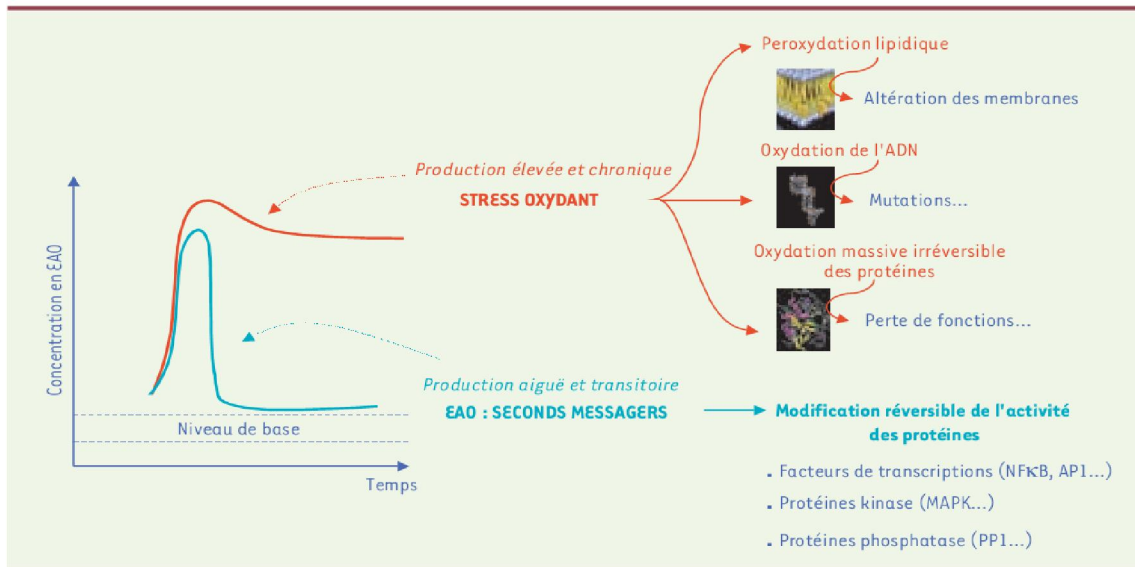 Peroxydation lipidique
Altération des membranes
Oxydation de l'ADN
Mutations...
Oxydation massive irréversible
des protéines
Perte de fonctions...
Production élevée et chronique
STRESS OXYDANT
Concentration en EAO
Niveau de base
Temps
Production aiguë et transitoire
EAO : SECONDS MESSAGERS
Modification réversible de l'activité
des protéines
. Facteurs de transcriptions (NFκB, AP1...)
. Protéines kinase (MAPK...)
. Protéines phosphatase (PP1...)